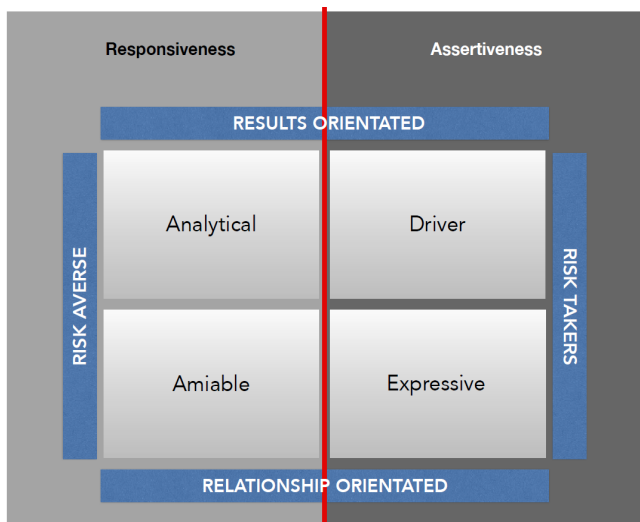 Responsiveness
Assertiveness
RESULTS ORIENTATED
RISK AVERSE
Analytical
Driver
RISK TAKERS
Amiable
Expressive
RELATIONSHIP ORIENTATED